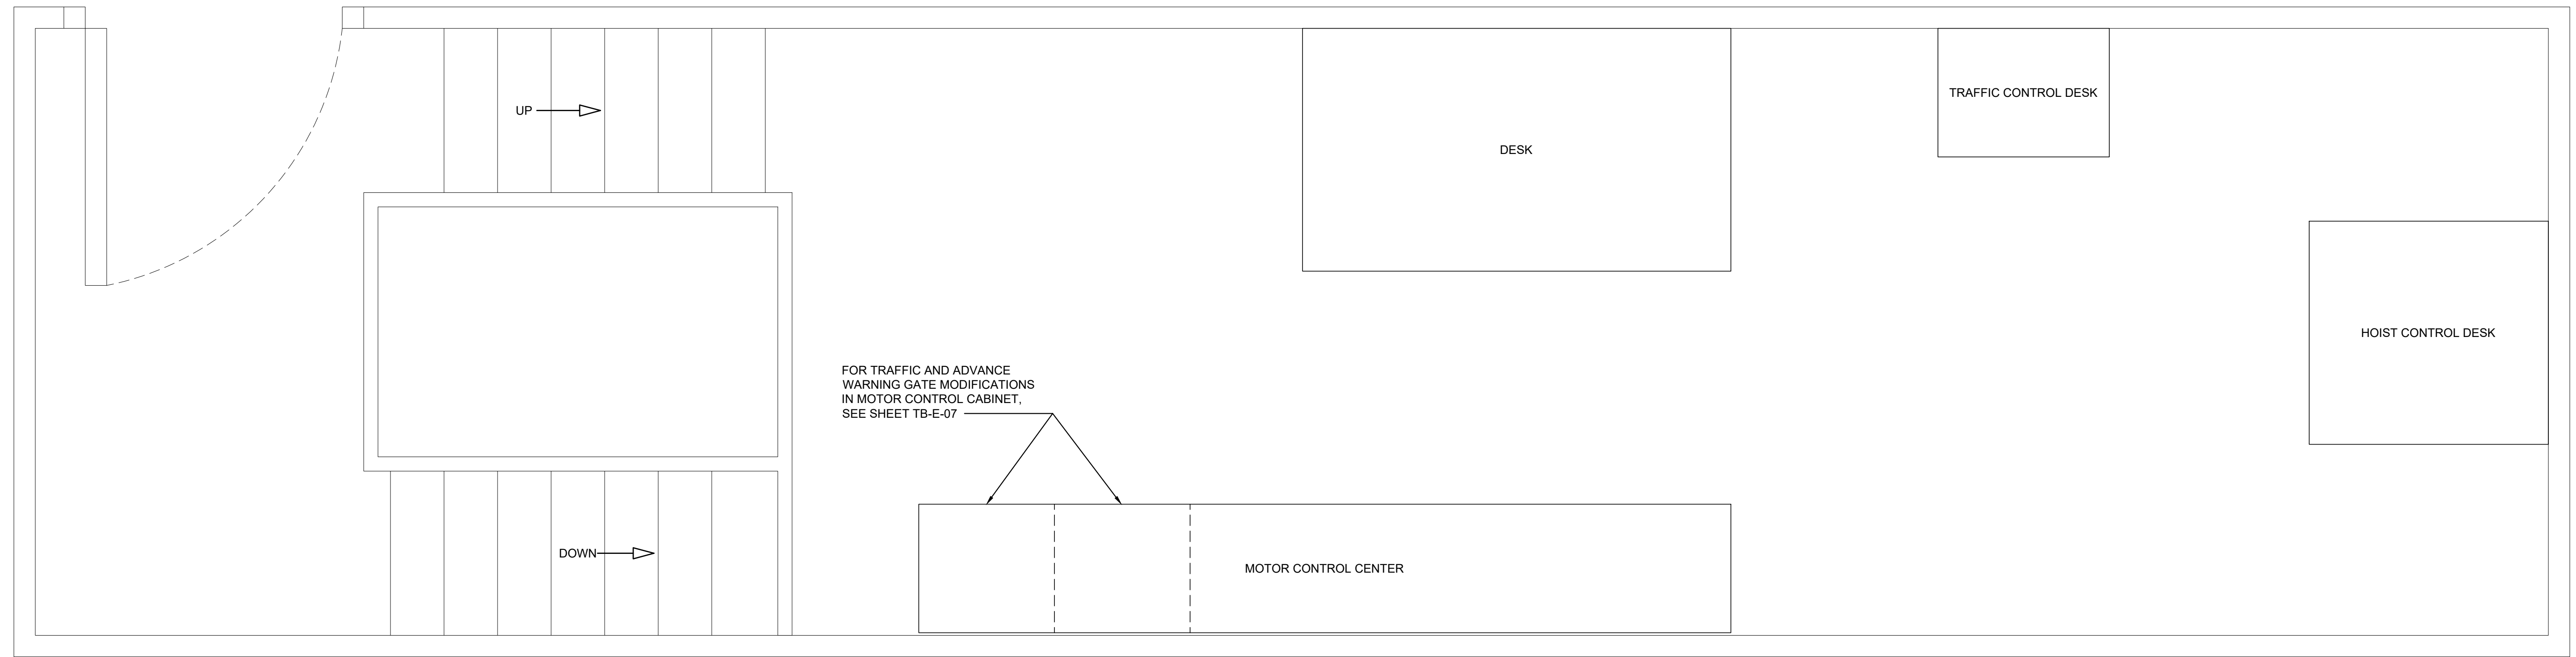 UP
DESK
TRAFFIC CONTROL DESK
HOIST CONTROL DESK
FOR TRAFFIC AND ADVANCE
WARNING GATE MODIFICATIONS
IN MOTOR CONTROL CABINET,
SEE SHEET TB-E-07
DOWN
MOTOR CONTROL CENTER